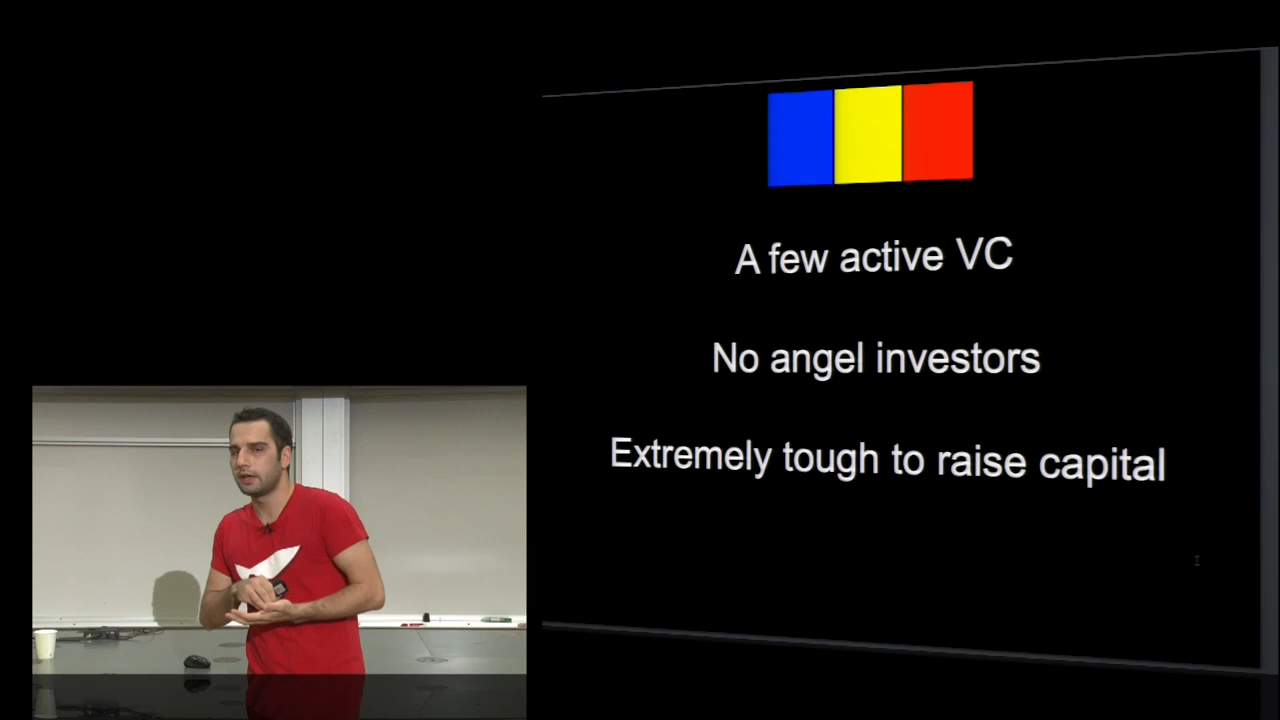 A few active VC
No angel investors
Extremely tough to raise capital